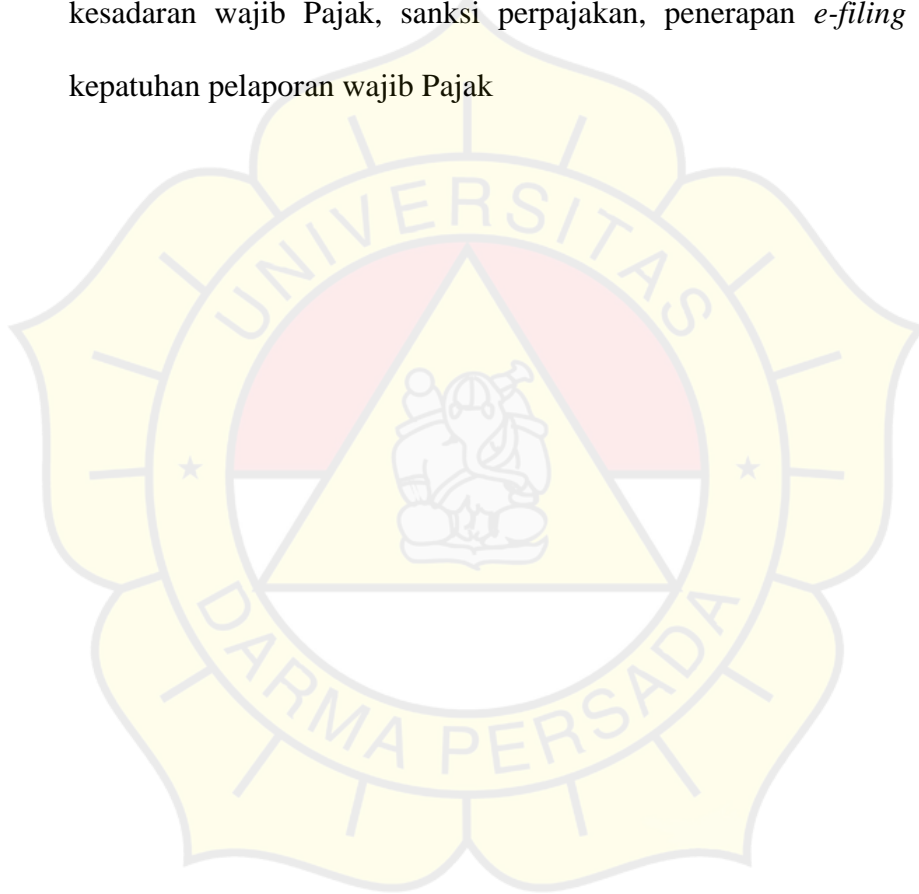 kesadaran wajib Pajak, sanksi perpajakan, penerapan e-filing
kepatuhan pelaporan wajib Pajak
UNIVERSITAS
DARMA PERSADA